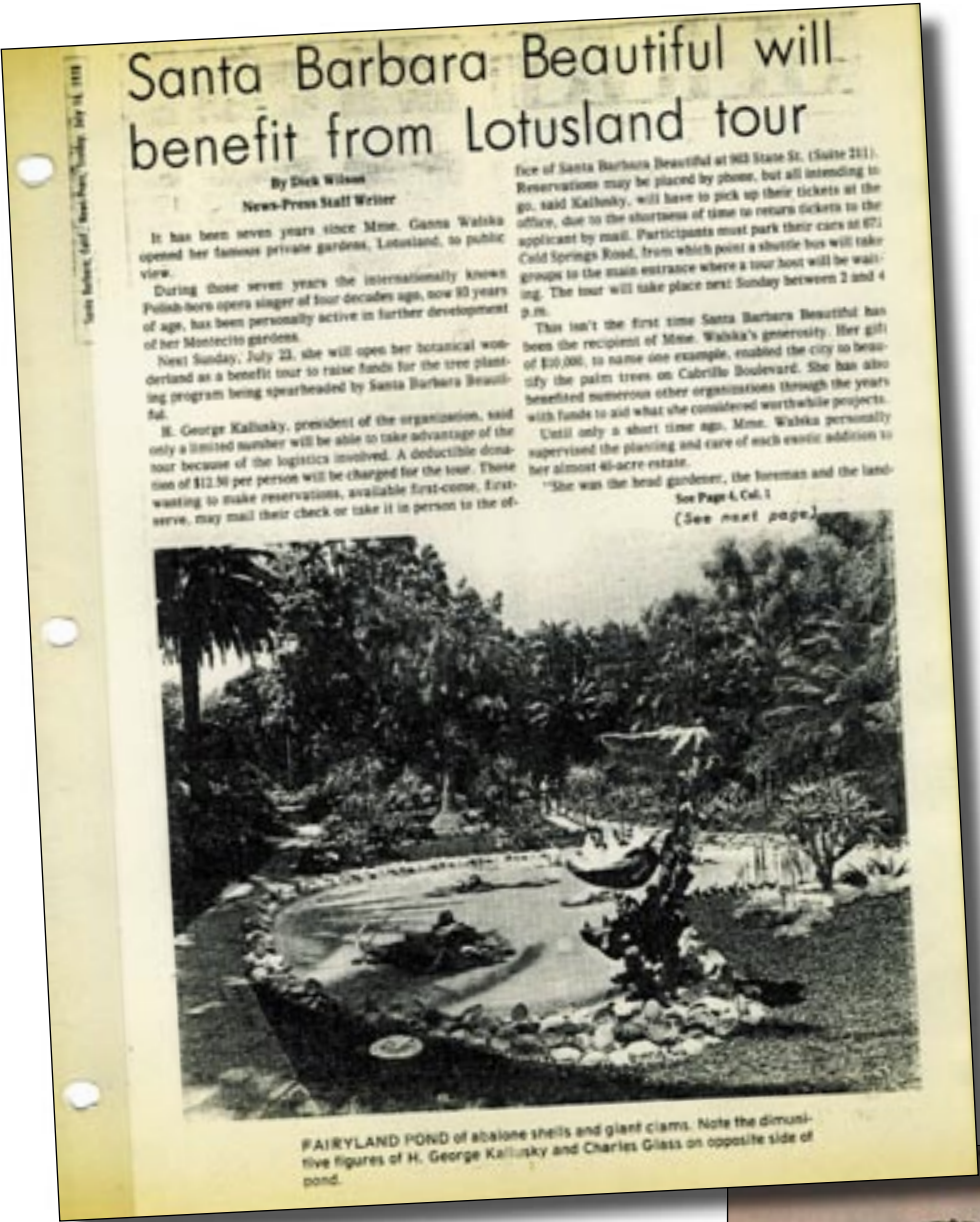 Santa Barbara Beautiful will
benefit from Lotusland tour
By Dick Wilson
News-Press Staff Writer
It has been seven years since Mme. Ganna Walska
opened her famous private gardens, Lotusland, to public
view.
During those seven years the internationally known
Polish-born opera singer of four decades ago, now 93 years
of age, has been personally active in further development
of her Montecito gardens.
Next Sunday, July 23, she will open her botanical won-
derland as a benefit tour to raise funds for the tree plant-
ing program being spearheaded by Santa Barbara Beauti-
ful.
H. George Kallusky, president of the organization, said
only a limited number will be able to take advantage of the
tour because of the logistics involved. A deductible dona-
tion of $12.50 per person will be charged for the tour. Those
wanting to make reservations, available first-come, first-
serve, may mail their check or take it in person to the of-
fice of Santa Barbara Beautiful at 903 State St. (Suite 211).
Reservations may be placed by phone, but all intending to
go, said Kallusky, will have to pick up their tickets at the
office, due to the shortness of time to return tickets to the
applicant by mail. Participants must park their cars at
Cold Springs Road, from which point a shuttle bus will take
groups to the main entrance where a tour host will be wait-
ing. The tour will take place next Sunday between 2 and 4
p.m.
This isn't the first time Santa Barbara Beautiful has
been the recipient of Mme. Walska's generosity. Her gift
of $10,000, to name one example, enabled the city to beau-
tify the palm trees on Cabrillo Boulevard. She has also
benefited numerous other organizations through the years
with funds to aid what she considered worthwhile projects.
Until only a short time ago, Mme. Walska personally
supervised the planting and care of each exotic addition to
her almost 40-acre estate.
"She was the head gardener, the foreman and the land-
See Page 4, Col. 1
(See next page)
FAIRYLAND POND of abalone shells and giant clams. Note the dimuni-
tive figures of H. George Kallusky and Charles Glass on opposite side of
pond.